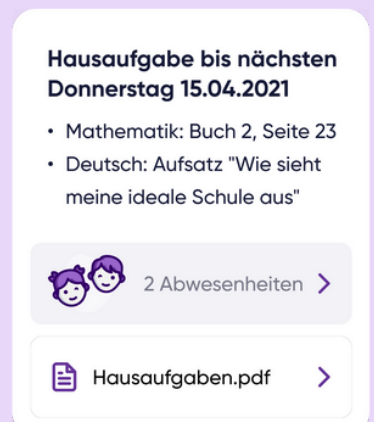 Hausaufgabe bis nächsten
Donnerstag 15.04.2021
• Mathematik: Buch 2, Seite 23
• Deutsch: Aufsatz "Wie sieht
meine ideale Schule aus"
2 Abwesenheiten
Hausaufgaben.pdf